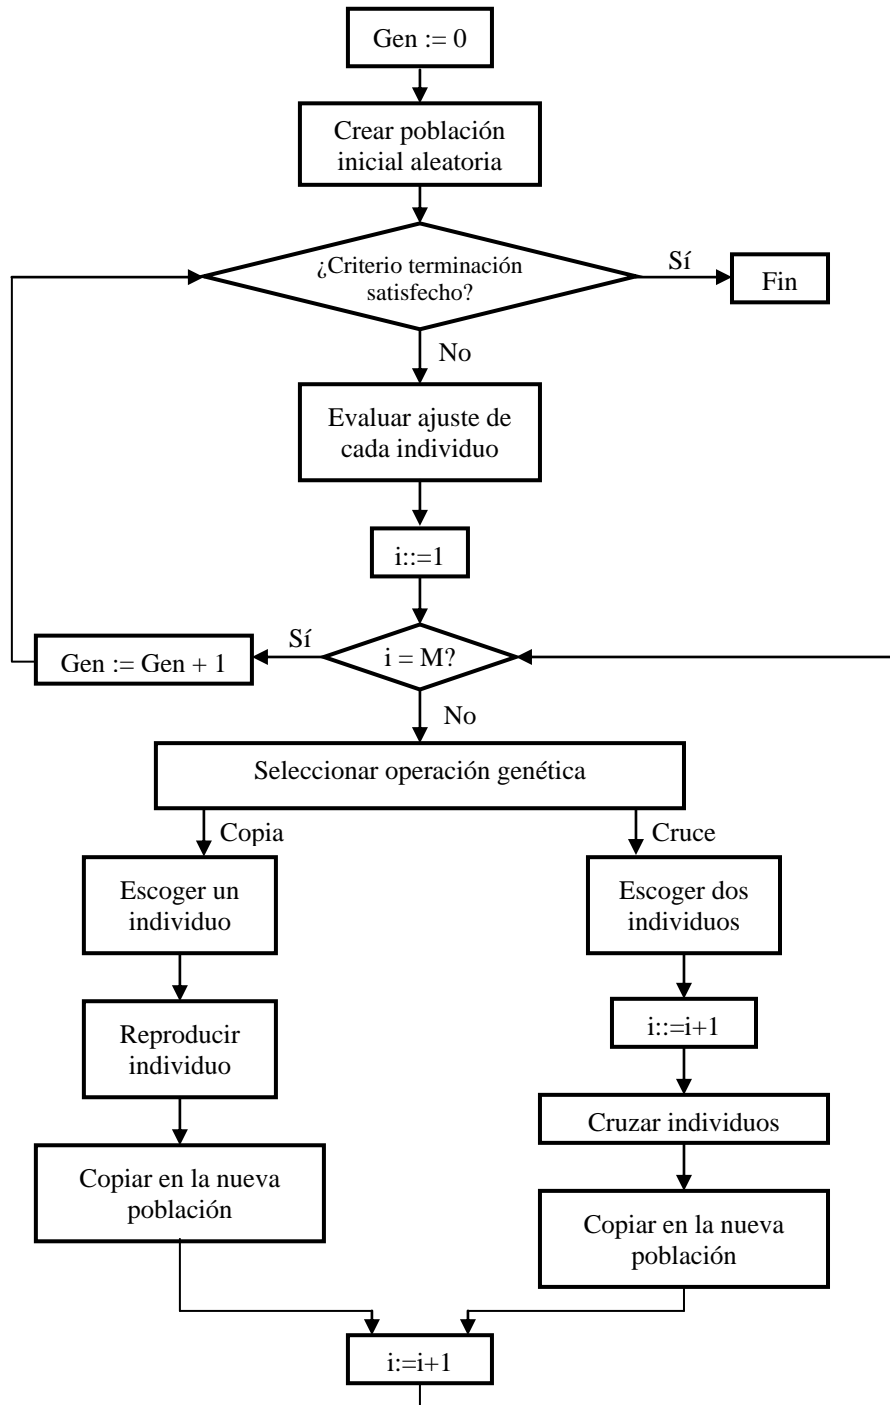 Gen := 0
Crear población
inicial aleatoria
¿Criterio terminación
satisfecho?
Sí
Fin
No
Evaluar ajuste de
cada individuo
i::=1
Sí
Gen := Gen + 1
i = M?
No
Seleccionar operación genética
Copia
Cruce
Escoger un
individuo
Escoger dos
individuos
Reproducir
individuo
i::=i+1
Cruzar individuos
Copiar en la nueva
población
Copiar en la nueva
población
i:=i+1